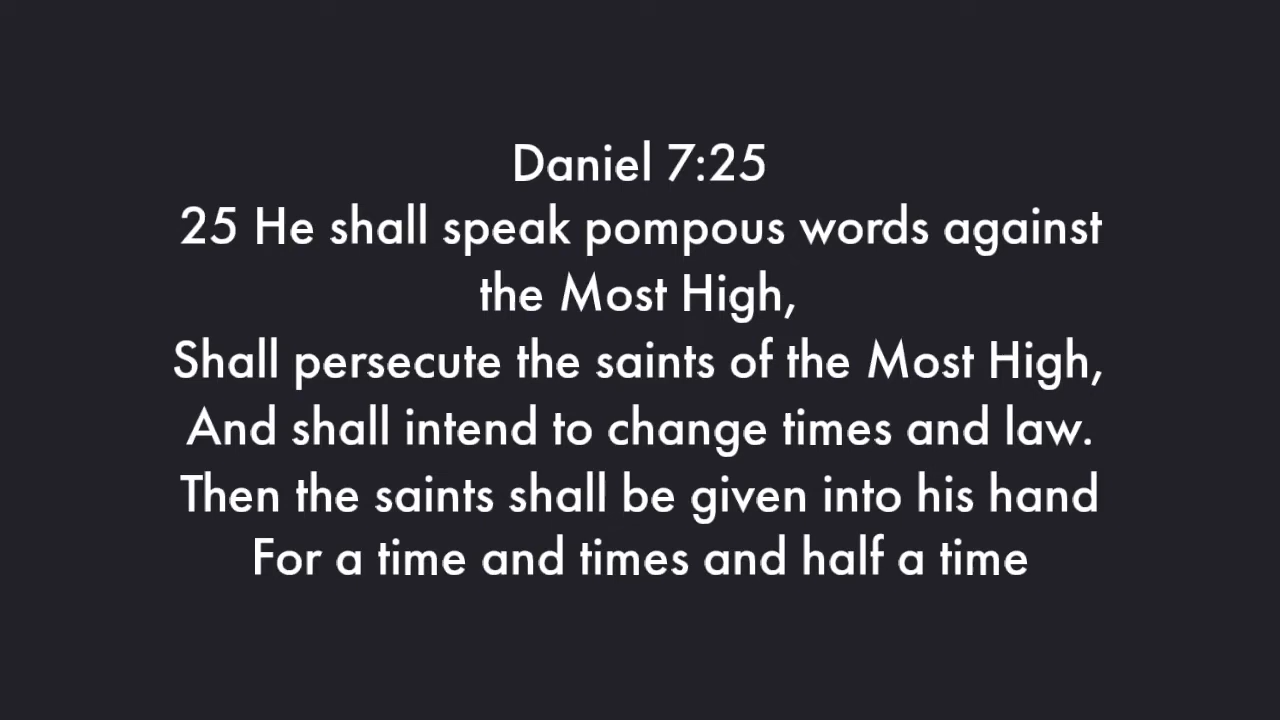 Daniel 7:25
25 He shall speak pompous words against
the Most High,
Shall persecute the saints of the Most High,
And shall intend to change times and law.
Then the saints shall be given into his hand
For a time and times and half a time